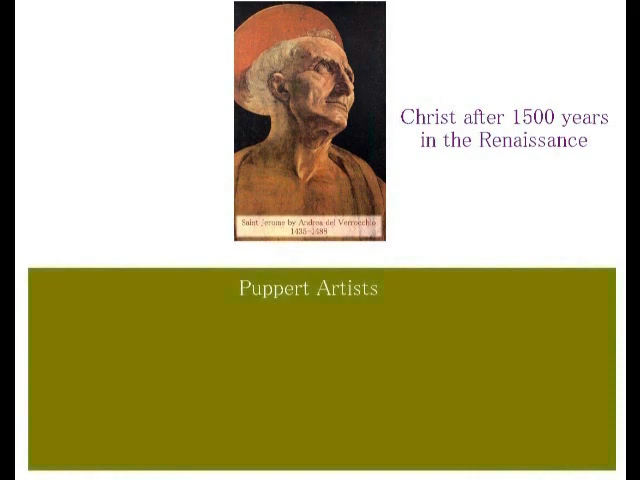 Christ after 1500 years
in the Renaissance
Saint Jerome by Andrea del Verrocchio
1435-1488
Puppert Artists